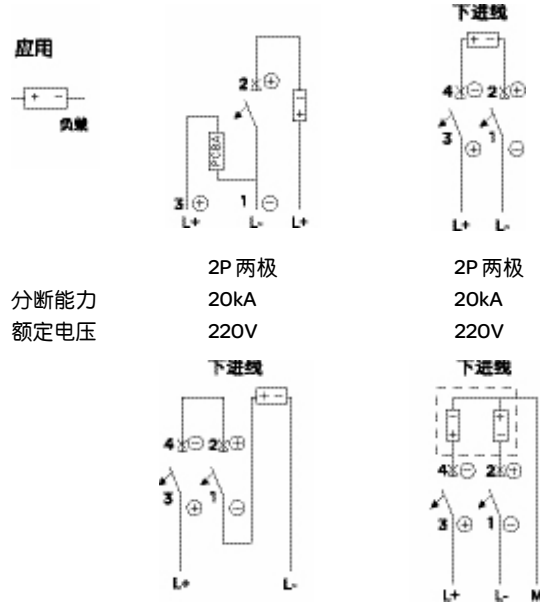 应用
+ -
负载
2 +
+ -
PCBA
3 + 1 -
L+ L- L+
下进线
+ -
4 - 2 +
3 + 1 -
L+ L-
2P 两极 2P 两极
分断能力 20kA 20kA
额定电压 220V 220V
下进线
+ -
4 - 2 +
3 + 1 -
L+ L-
下进线
+ - + -
4 - 2 +
3 + 1 -
L+ L- M